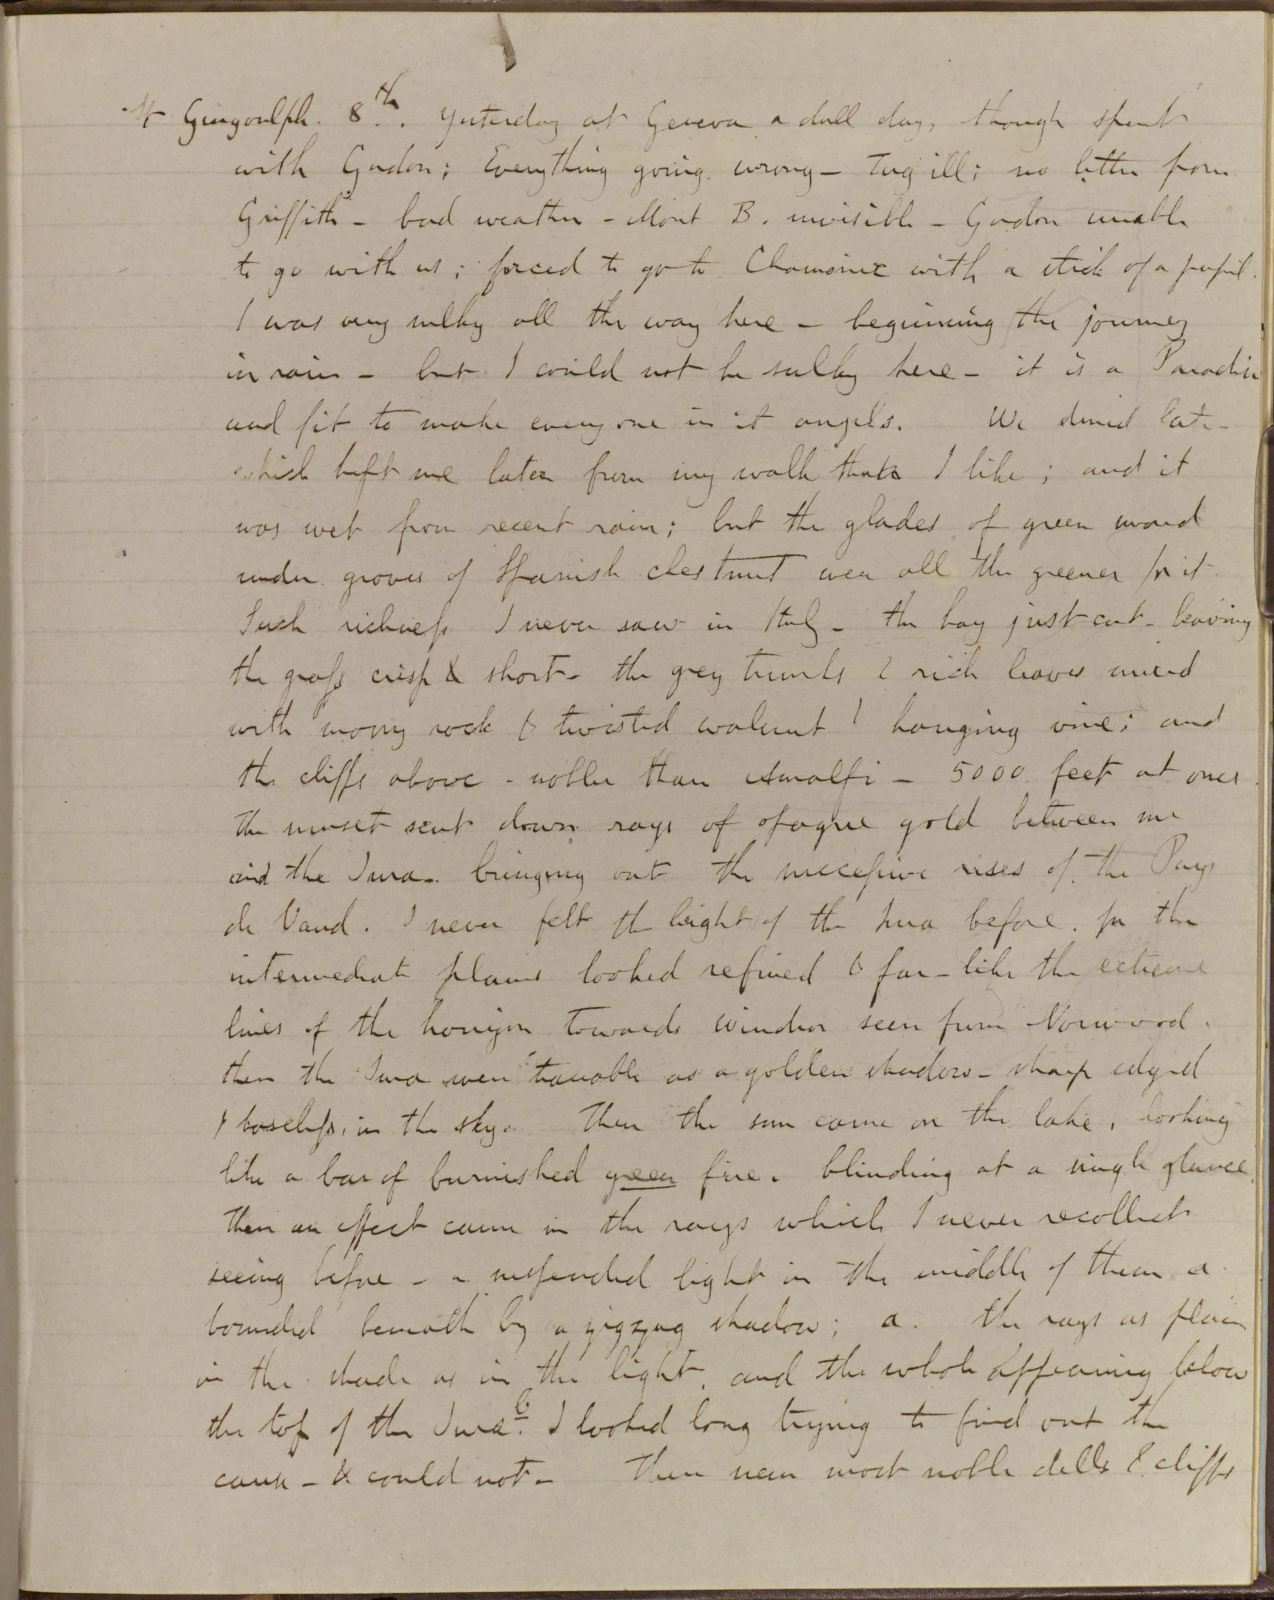 St Gingoulph. 8th. Yesterday at Geneva a dull day, though spent
with Gordon; Everything going wrong - Tug ill; no letter from
Griffith - bad weather - Mont B. invisible - Gordon unable
to go with us; forced to go to Chamonix with a stick of a pupil.
I was very sulky all the way here - beginning the journey
in rain - but I could not be sulky here - it is a Paradise
and fit to make every one in it angels. We dined late -
which left me later from my walk than I like; and it
was wet from recent rain; but the glades of green sward
under groves of Spanish chestnut were all the greener for it.
Such richness I never saw in Italy - the hay just cut - leaving
the grass crisp & short - the grey trunks & rich leaves mixed
with mossy rock & twisted walnut & hanging vine; and
the cliffs above - nobler than Amalfi - 5000 feet at once.
The sunset sent down rays of opaque gold between me
and the Jura - bringing out the successive rises of the Pays
de Vaud. I never felt the height of the Jura before. for the
intermediate plains looked refined & far - like the extreme
lines of the horizon towards Windsor seen from Norwood.
then the Jura were traceable as a golden shadow - sharp edged
& baseless, in the sky. Then the sun came on the lake, looking
like a bar of burnished green fire. blinding at a single glance.
Then an effect came in the rays which I never recollect
seeing before - a suspended light in the middle of them, a.
bounded beneath by a zigzag shadow; a. the rays as plain
in the shade as in the light, and the whole appearing below
the top of the Jura b. I looked long trying to find out the
cause - & could not - Then were most noble dells & cliffs